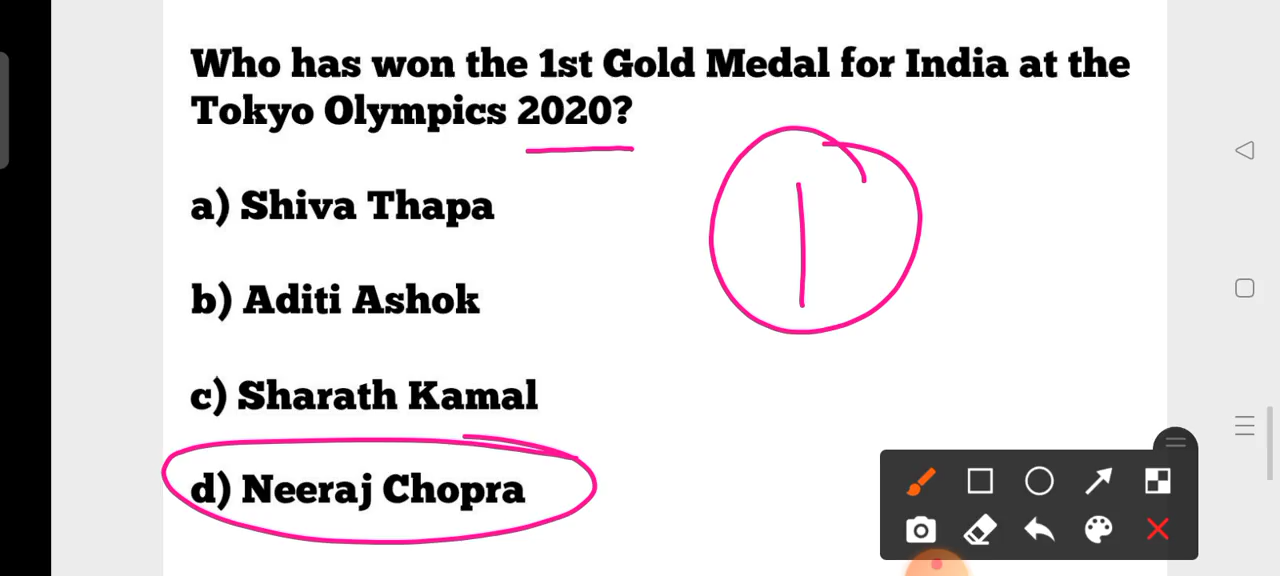 Who has won the 1st Gold Medal for India at the
Tokyo Olympics 2020?
1
a) Shiva Thapa
b) Aditi Ashok
c) Sharath Kamal
d) Neeraj Chopra